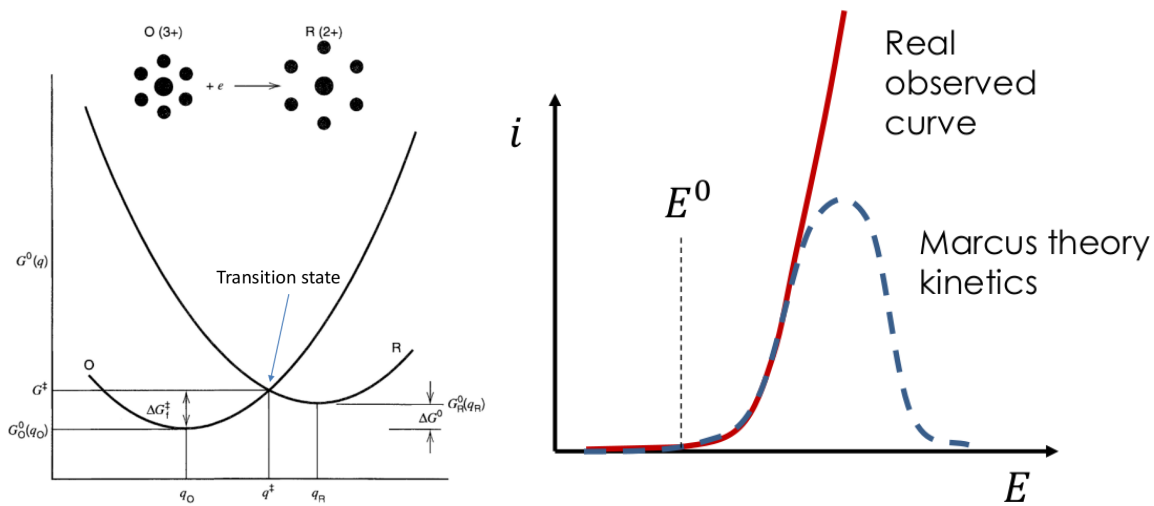 O (3+)
+ e
R (2+)
G⁰(q)
Transition state
O
R
G‡
ΔG‡f
G⁰O(qO)
G⁰R(qR)
ΔG⁰
qO
q‡
qR
i
E⁰
E
Real
observed
curve
Marcus theory
kinetics